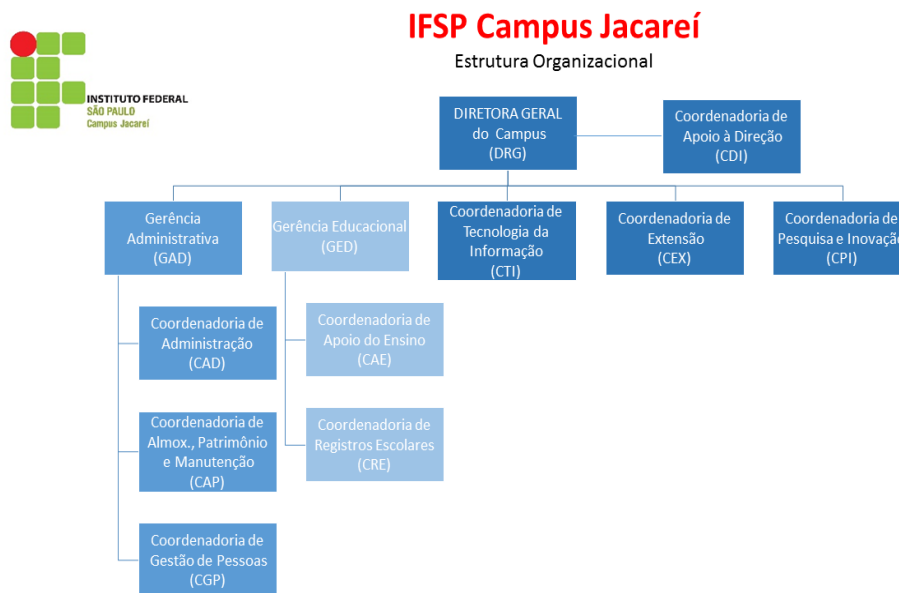 IFSP Campus Jacareí
Estrutura Organizacional
INSTITUTO FEDERAL
SÃO PAULO
Campus Jacareí
DIRETORA GERAL
do Campus
(DRG)
Coordenadoria de
Apoio à Direção
(CDI)
Gerência
Administrativa
(GAD)
Gerência Educacional
(GED)
Coordenadoria de
Tecnologia da
Informação
(CTI)
Coordenadoria de
Extensão
(CEX)
Coordenadoria de
Pesquisa e Inovação
(CPI)
Coordenadoria de
Administração
(CAD)
Coordenadoria de
Almox., Patrimônio
e Manutenção
(CAP)
Coordenadoria de
Gestão de Pessoas
(CGP)
Coordenadoria de
Apoio do Ensino
(CAE)
Coordenadoria de
Registros Escolares
(CRE)